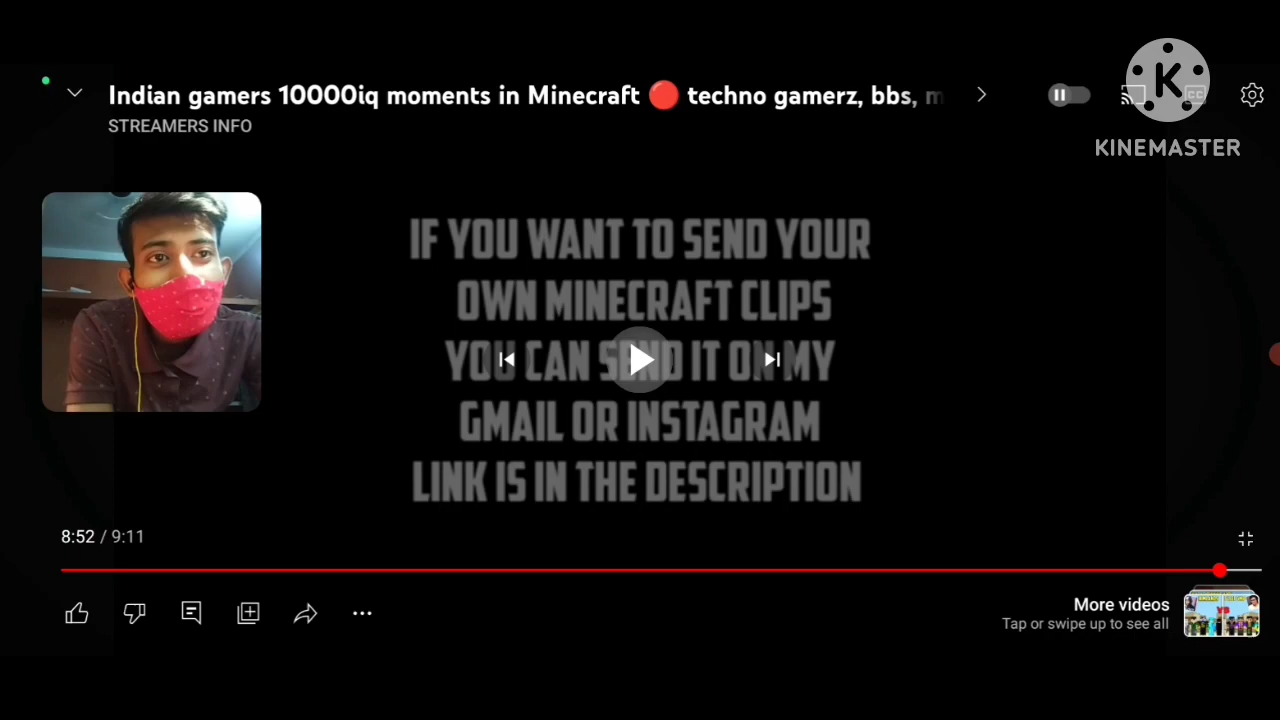 Indian gamers 10000iq moments in Minecraft 🔴 techno gamerz, bbs,
STREAMERS INFO
CC
KINEMASTER
IF YOU WANT TO SEND YOUR
OWN MINECRAFT CLIPS
YOU CAN SEND IT ON MY
GMAIL OR INSTAGRAM
LINK IS IN THE DESCRIPTION
8:52 / 9:11
More videos
Tap or swipe up to see all
VS